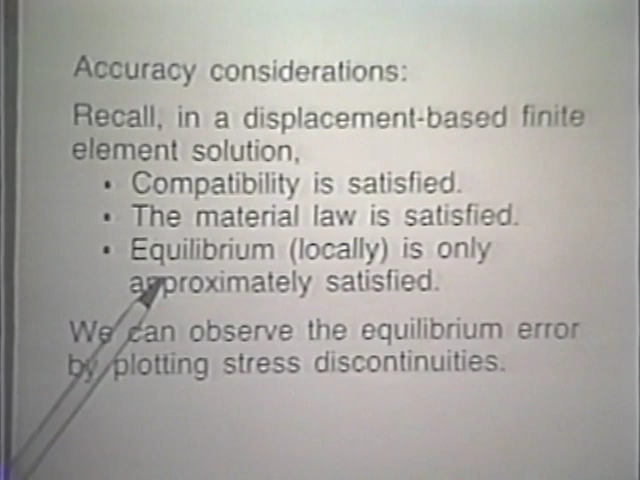 Accuracy considerations:
Recall, in a displacement-based finite
element solution,
• Compatibility is satisfied.
• The material law is satisfied.
• Equilibrium (locally) is only
approximately satisfied.
We can observe the equilibrium error
by plotting stress discontinuities.